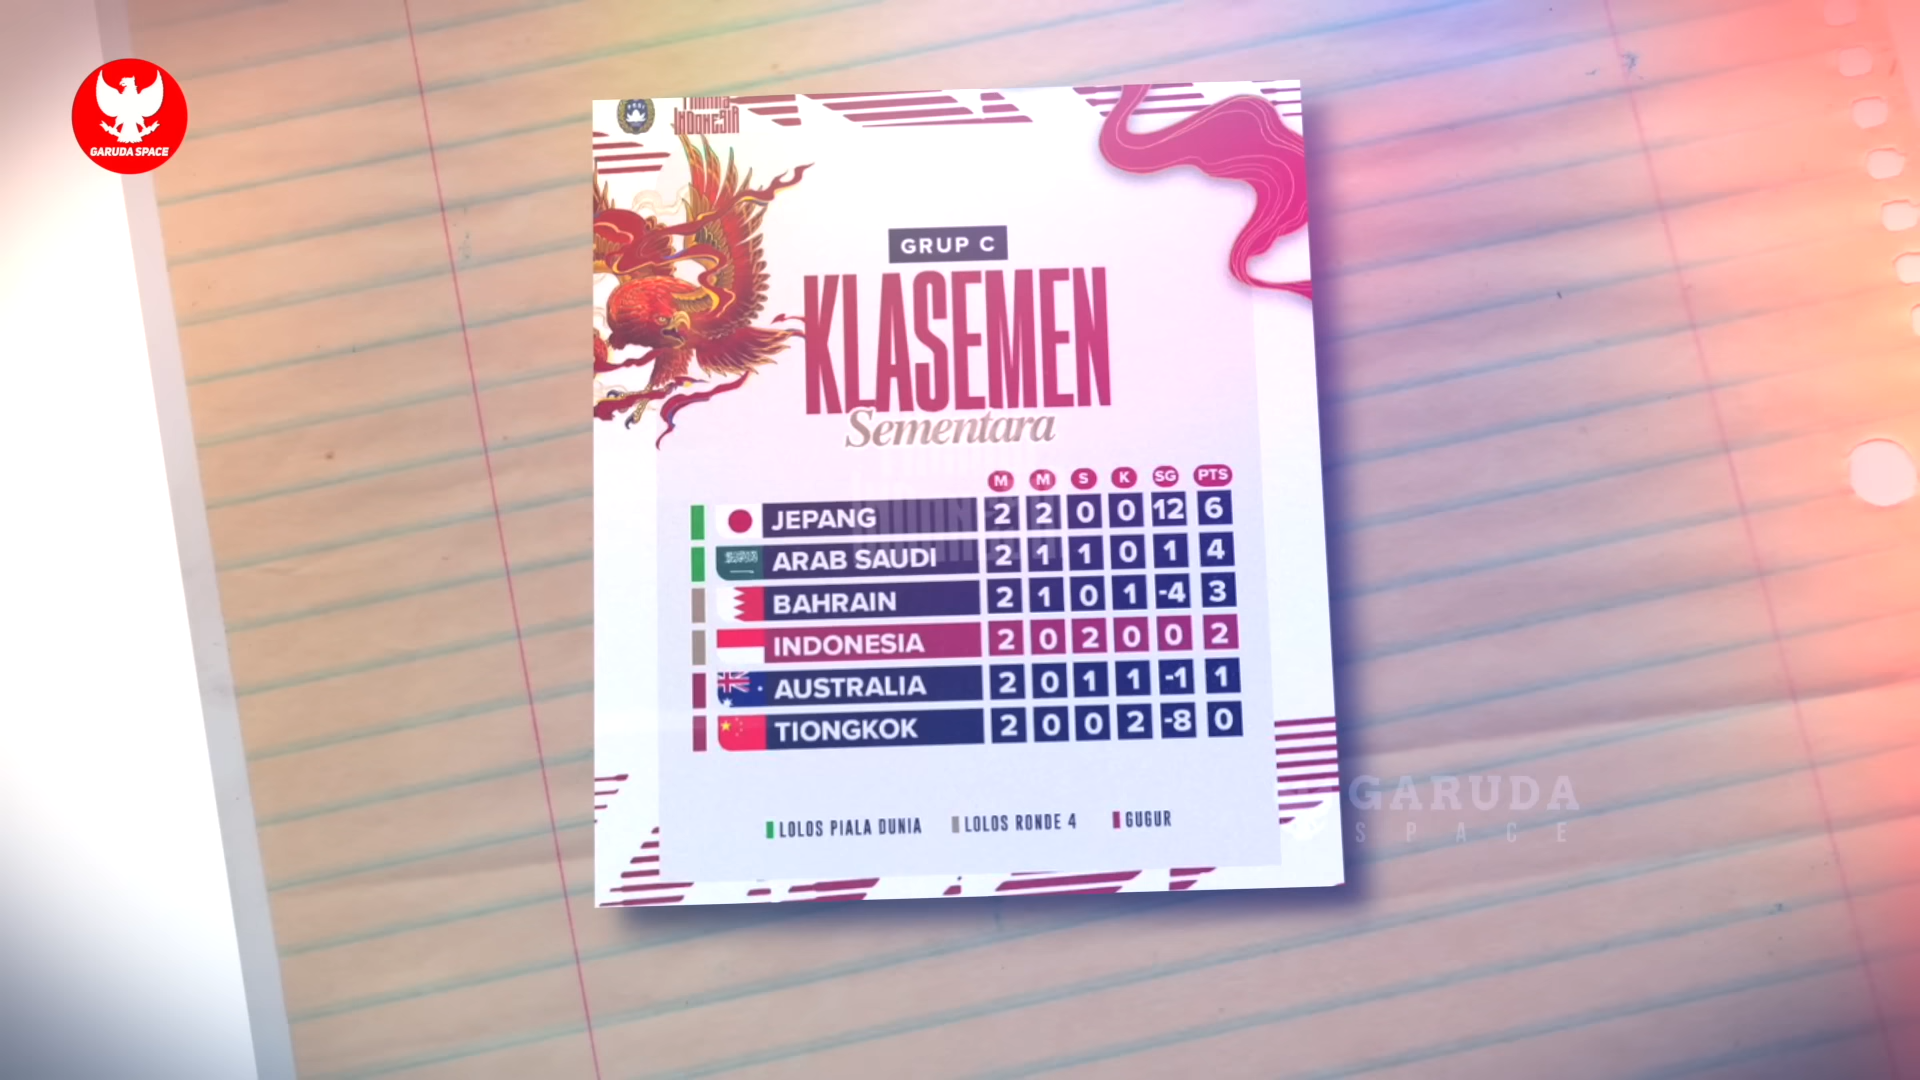 GARUDA SPACE
INDONESIA
GRUP C
KLASEMEN
Sementara
M M S K SG PTS
JEPANG 2 2 0 0 12 6
ARAB SAUDI 2 1 1 0 1 4
BAHRAIN 2 1 0 1 -4 3
INDONESIA 2 0 2 0 0 2
AUSTRALIA 2 0 1 1 -1 1
TIONGKOK 2 0 0 2 -8 0
LOLOS PIALA DUNIA LOLOS RONDE 4 GUGUR
GARUDA
SPACE